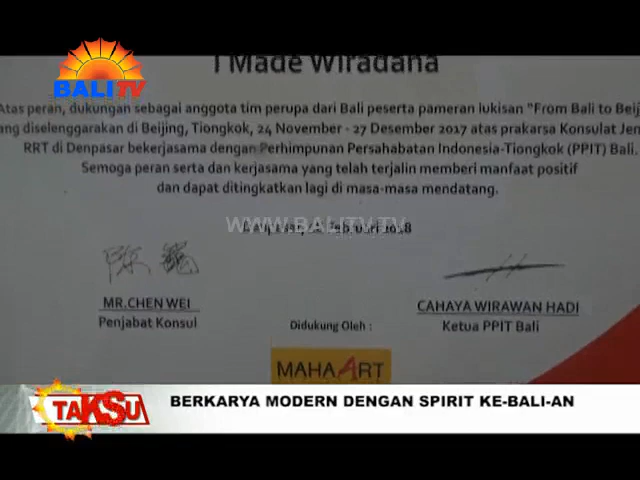 I Made Wiradana
BALI TV
Atas peran, dukungan sebagai anggota tim perupa dari Bali peserta pameran lukisan "From Bali to Beij
ang diselenggarakan di Beijing, Tiongkok, 24 November - 27 Desember 2017 atas prakarsa Konsulat Jen
RRT di Denpasar bekerjasama dengan Perhimpunan Persahabatan Indonesia-Tiongkok (PPIT) Bali.
Semoga peran serta dan kerjasama yang telah terjalin memberi manfaat positif
dan dapat ditingkatkan lagi di masa-masa mendatang.
WWW.BALITV.TV
Februari 2018
MR.CHEN WEI
Penjabat Konsul
CAHAYA WIRAWAN HADI
Ketua PPIT Bali
Didukung Oleh :
MAHAART
TAKSU
BERKARYA MODERN DENGAN SPIRIT KE-BALI-AN